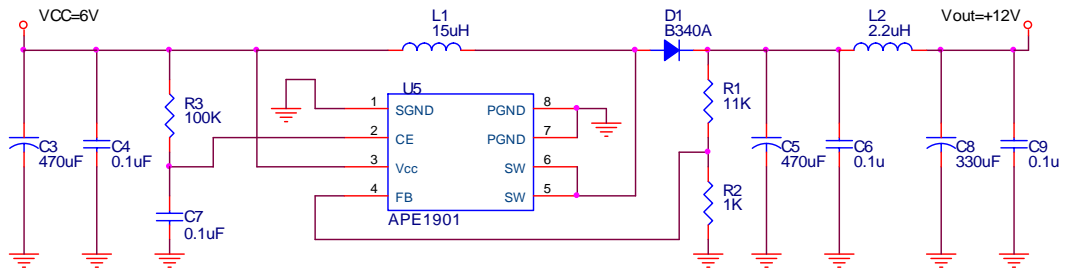 VCC=6V
L1
15uH
D1
B340A
L2
2.2uH
Vout=+12V
R3
100K
U5
1
SGND
PGND
8
2
CE
PGND
7
3
Vcc
SW
6
4
FB
SW
5
APE1901
R1
11K
R2
1K
C3
470uF
C4
0.1uF
C7
0.1uF
C5
470uF
C6
0.1u
C8
330uF
C9
0.1u